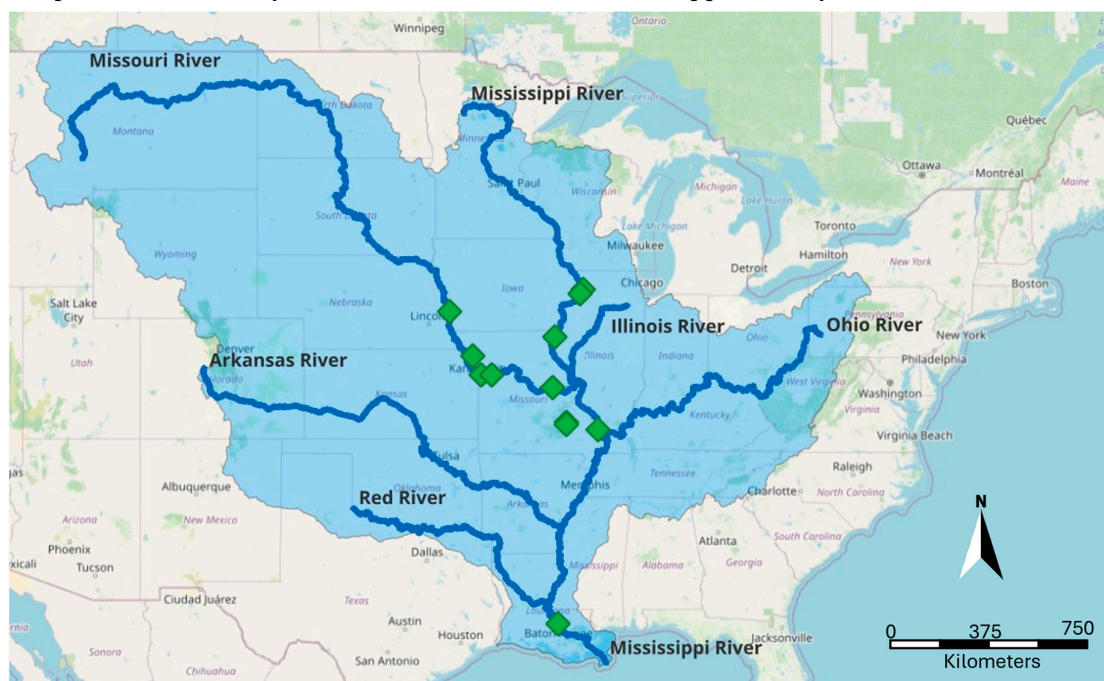 Winnipeg
Ontario
Missouri River
Superior
Mississippi River
North Dakota
Québec
Montana
Ottawa
Montréal
Saint Paul
Wisconsin
Michigan
Maine
Lake Huron
South Dakota
Toronto
Lake Michigan
Milwaukee
Hamilton
Wyoming
New York
Detroit
Iowa
Chicago
Boston
Salt Lake
City
Nebraska
Illinois River
Pennsylvania
Ohio River
New York
Ohio
Denver
Illinois
Indiana
Philadelphia
Utah
Arkansas River
Colorado
West Virginia
Washington
Kansas
Missouri
Virginia
Kentucky
Virginia Beach
Tulsa
Raleigh
Tennessee
Albuquerque
Oklahoma
Memphis
Charlotte
North Carolina
Red River
Arkansas
N
Arizona
New Mexico
South Carolina
Atlanta
Phoenix
Dallas
Mississippi
Alabama
Georgia
xicali
Tucson
Ciudad Juárez
Texas
Louisiana
Austin
0 375 750
Houston
Jacksonville
Mississippi River
Sonora
San Antonio
Kilometers
Chihuahua